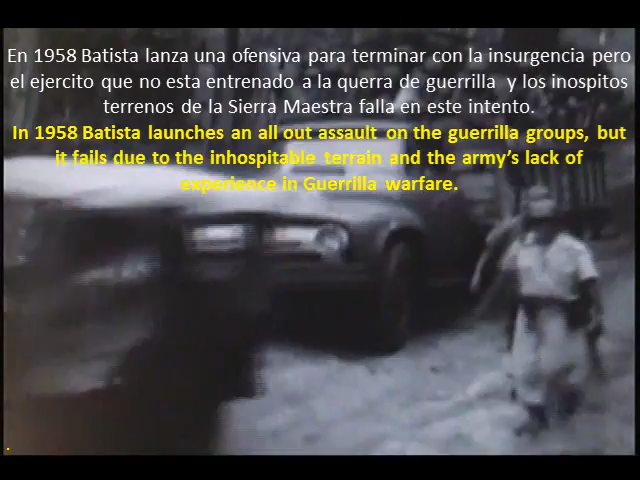 En 1958 Batista lanza una ofensiva para terminar con la insurgencia pero
el ejercito que no esta entrenado a la querra de guerrilla y los inospitos
terrenos de la Sierra Maestra falla en este intento.
In 1958 Batista launches an all out assault on the guerrilla groups, but
it fails due to the inhospitable terrain and the army’s lack of
experience in Guerrilla warfare.